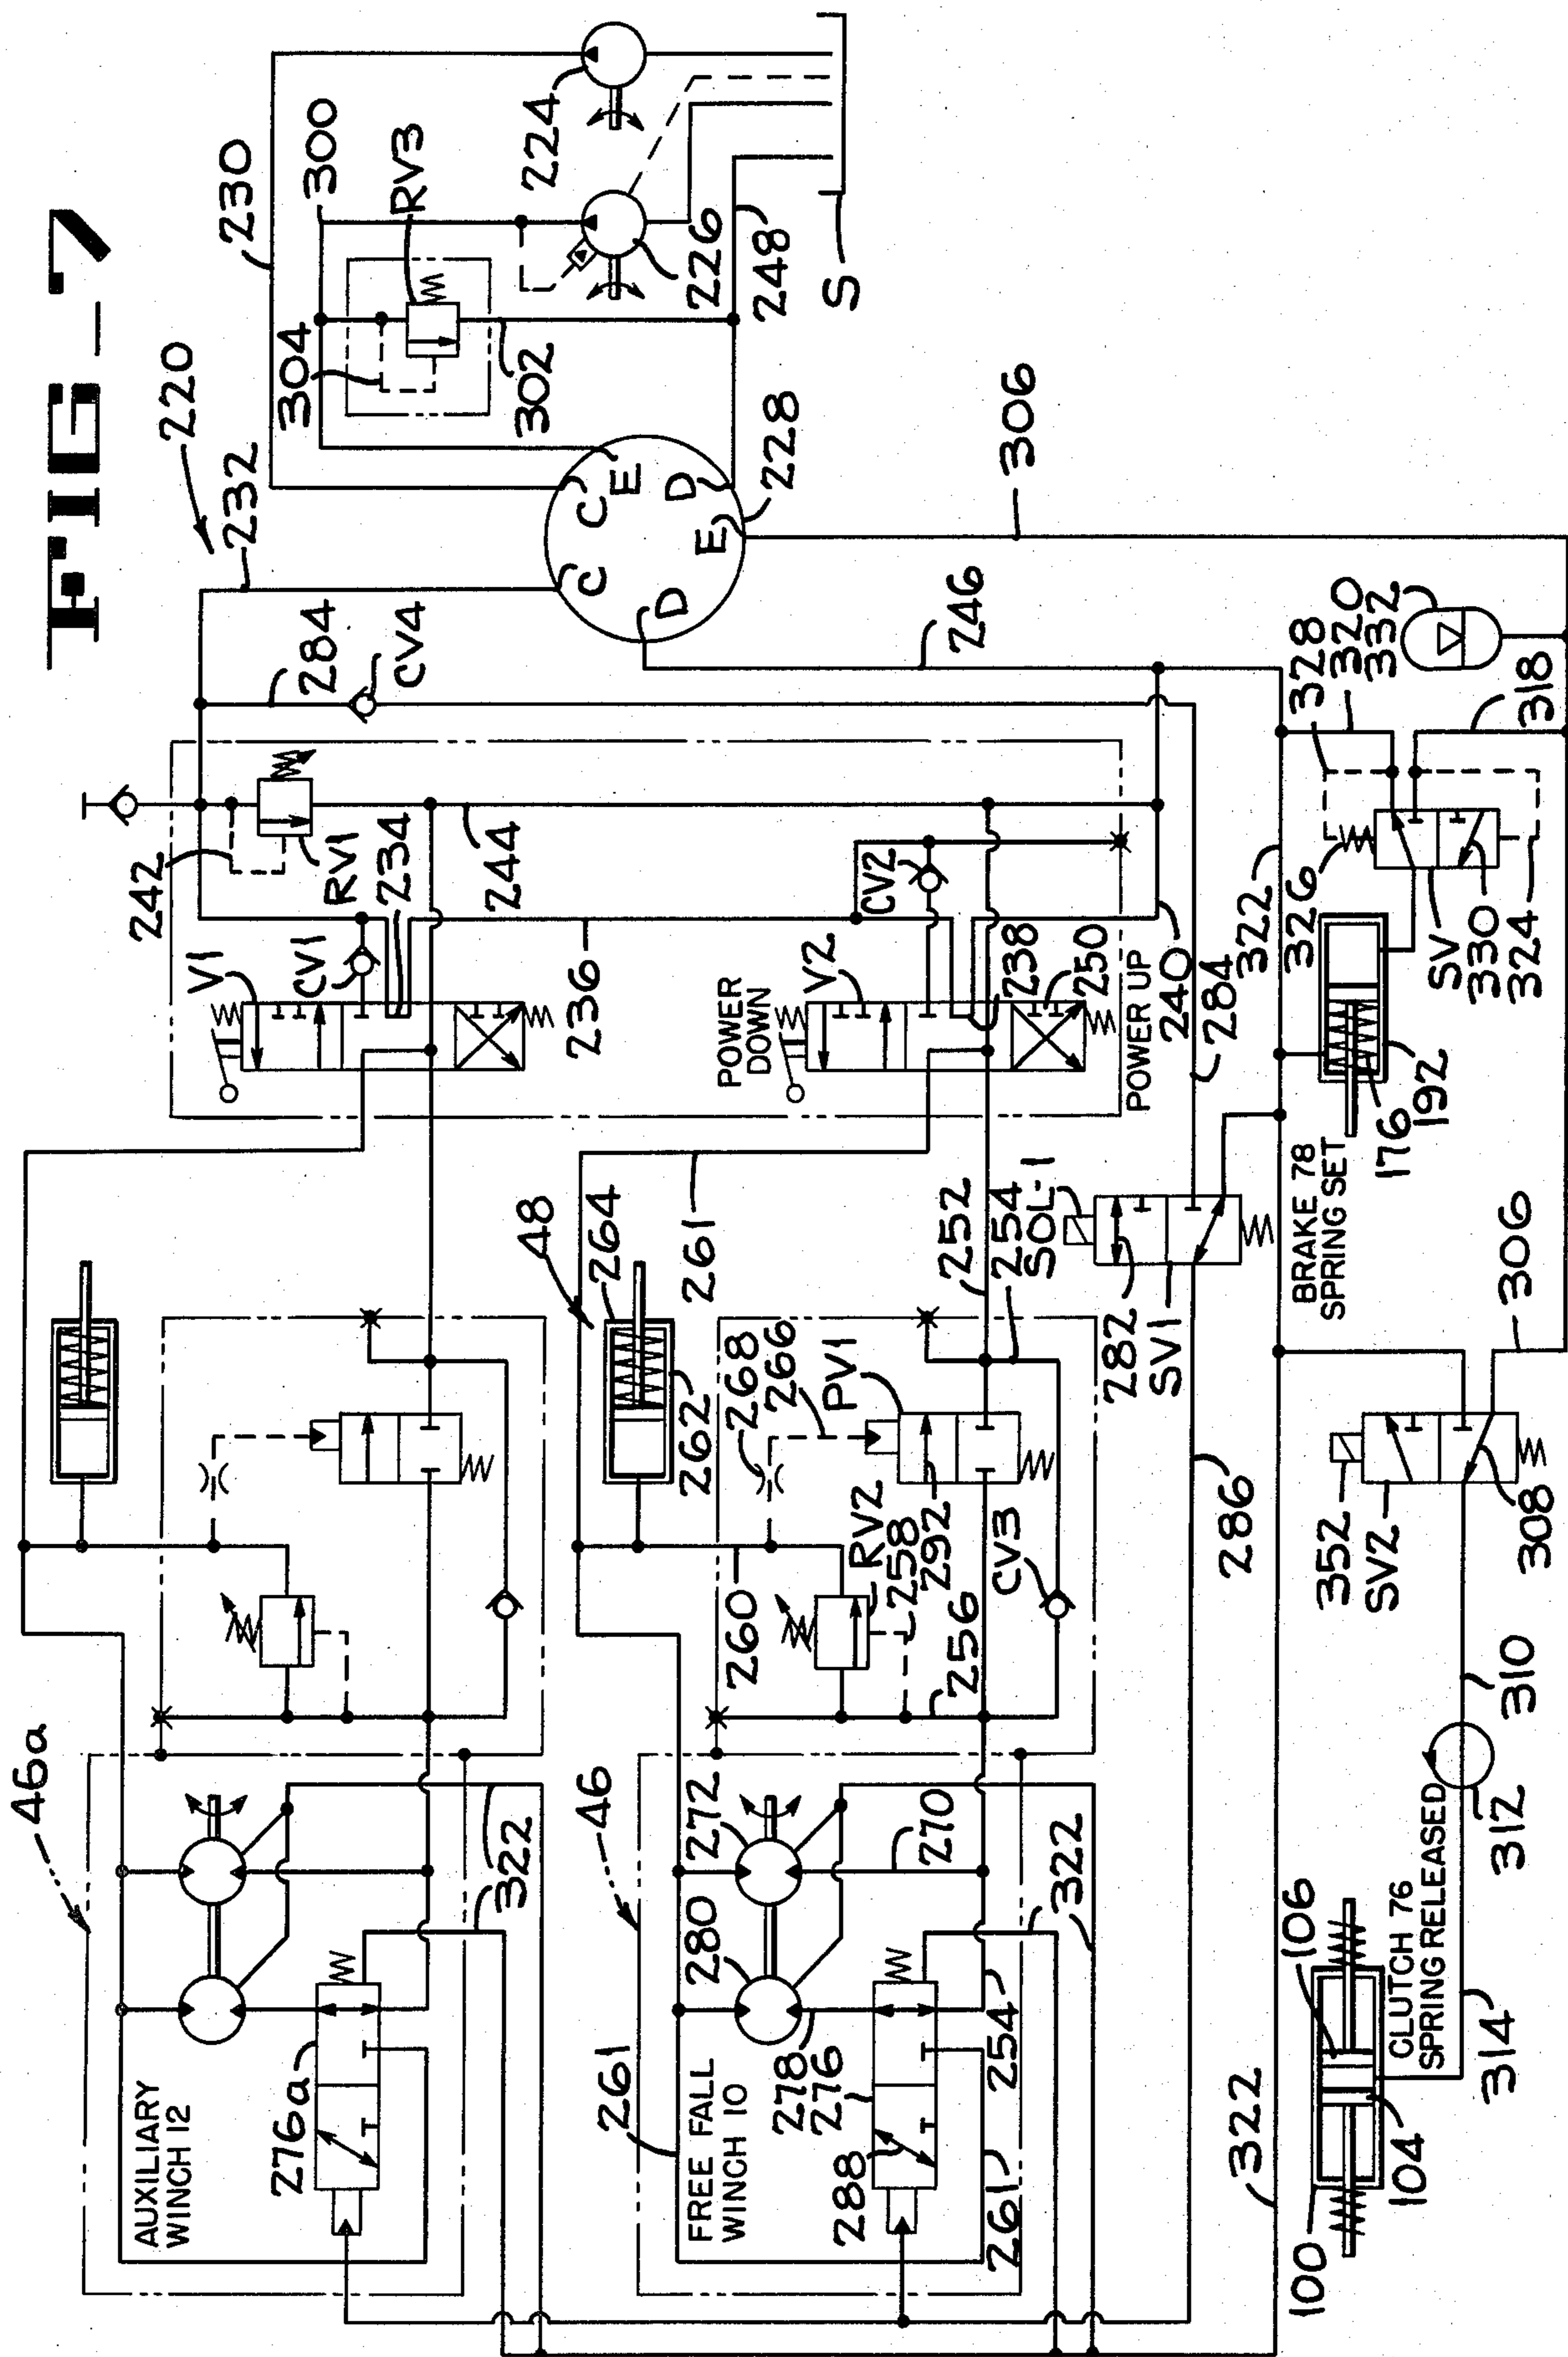 FIG_7
220
230
232
300
304
RV3
302
224
226
248
S
C
C
E
D
E
D
228
306
246
284
CV4
242
RV1
234
244
V1
CV1
236
CV2
V2
238
250
POWER
DOWN
POWER UP
240
284
322
328
320
332
318
326
SV
330
324
176
192
BRAKE 78
SPRING SET
306
48
264
261
262
268
266
PV1
252
254
SOL-1
282
SV1
286
RV2
258
292
260
256
CV3
352
SV2
308
310
312
46a
AUXILIARY
WINCH 12
276a
322
46
272
280
270
322
278
276
254
288
261
261
FREE FALL
WINCH 10
322
100
104
106
CLUTCH 76
SPRING RELEASED
314